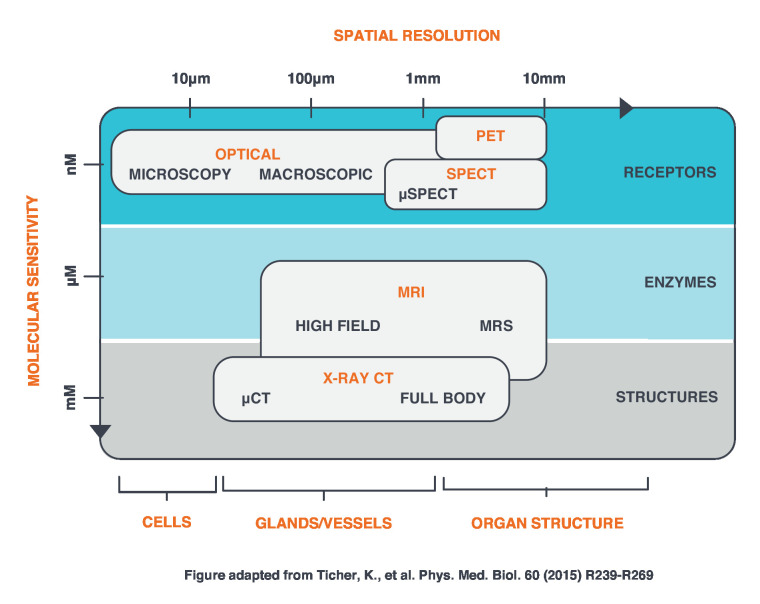 SPATIAL RESOLUTION
10µm 100µm 1mm 10mm
MOLECULAR SENSITIVITY
nM
µM
mM
PET
OPTICAL
MICROSCOPY MACROSCOPIC
SPECT
µSPECT
RECEPTORS
ENZYMES
MRI
HIGH FIELD MRS
X-RAY CT
µCT FULL BODY
STRUCTURES
CELLS GLANDS/VESSELS ORGAN STRUCTURE
Figure adapted from Ticher, K., et al. Phys. Med. Biol. 60 (2015) R239-R269